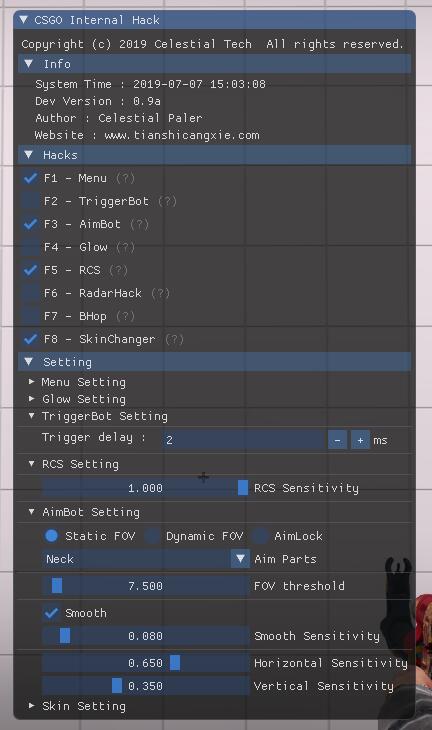 CSGO Internal Hack
Copyright (c) 2019 Celestial Tech  All rights reserved.
Info
System Time : 2019-07-07 15:03:08
Dev Version : 0.9a
Author : Celestial Paler
Website : www.tianshicangxie.com
Hacks
F1 - Menu (?)
F2 - TriggerBot (?)
F3 - AimBot (?)
F4 - Glow (?)
F5 - RCS (?)
F6 - RadarHack (?)
F7 - BHop (?)
F8 - SkinChanger (?)
Setting
Menu Setting
Glow Setting
TriggerBot Setting
Trigger delay : 2 - + ms
RCS Setting
1.000 RCS Sensitivity
AimBot Setting
Static FOV Dynamic FOV AimLock
Neck Aim Parts
7.500 FOV threshold
Smooth
0.080 Smooth Sensitivity
0.650 Horizontal Sensitivity
0.350 Vertical Sensitivity
Skin Setting